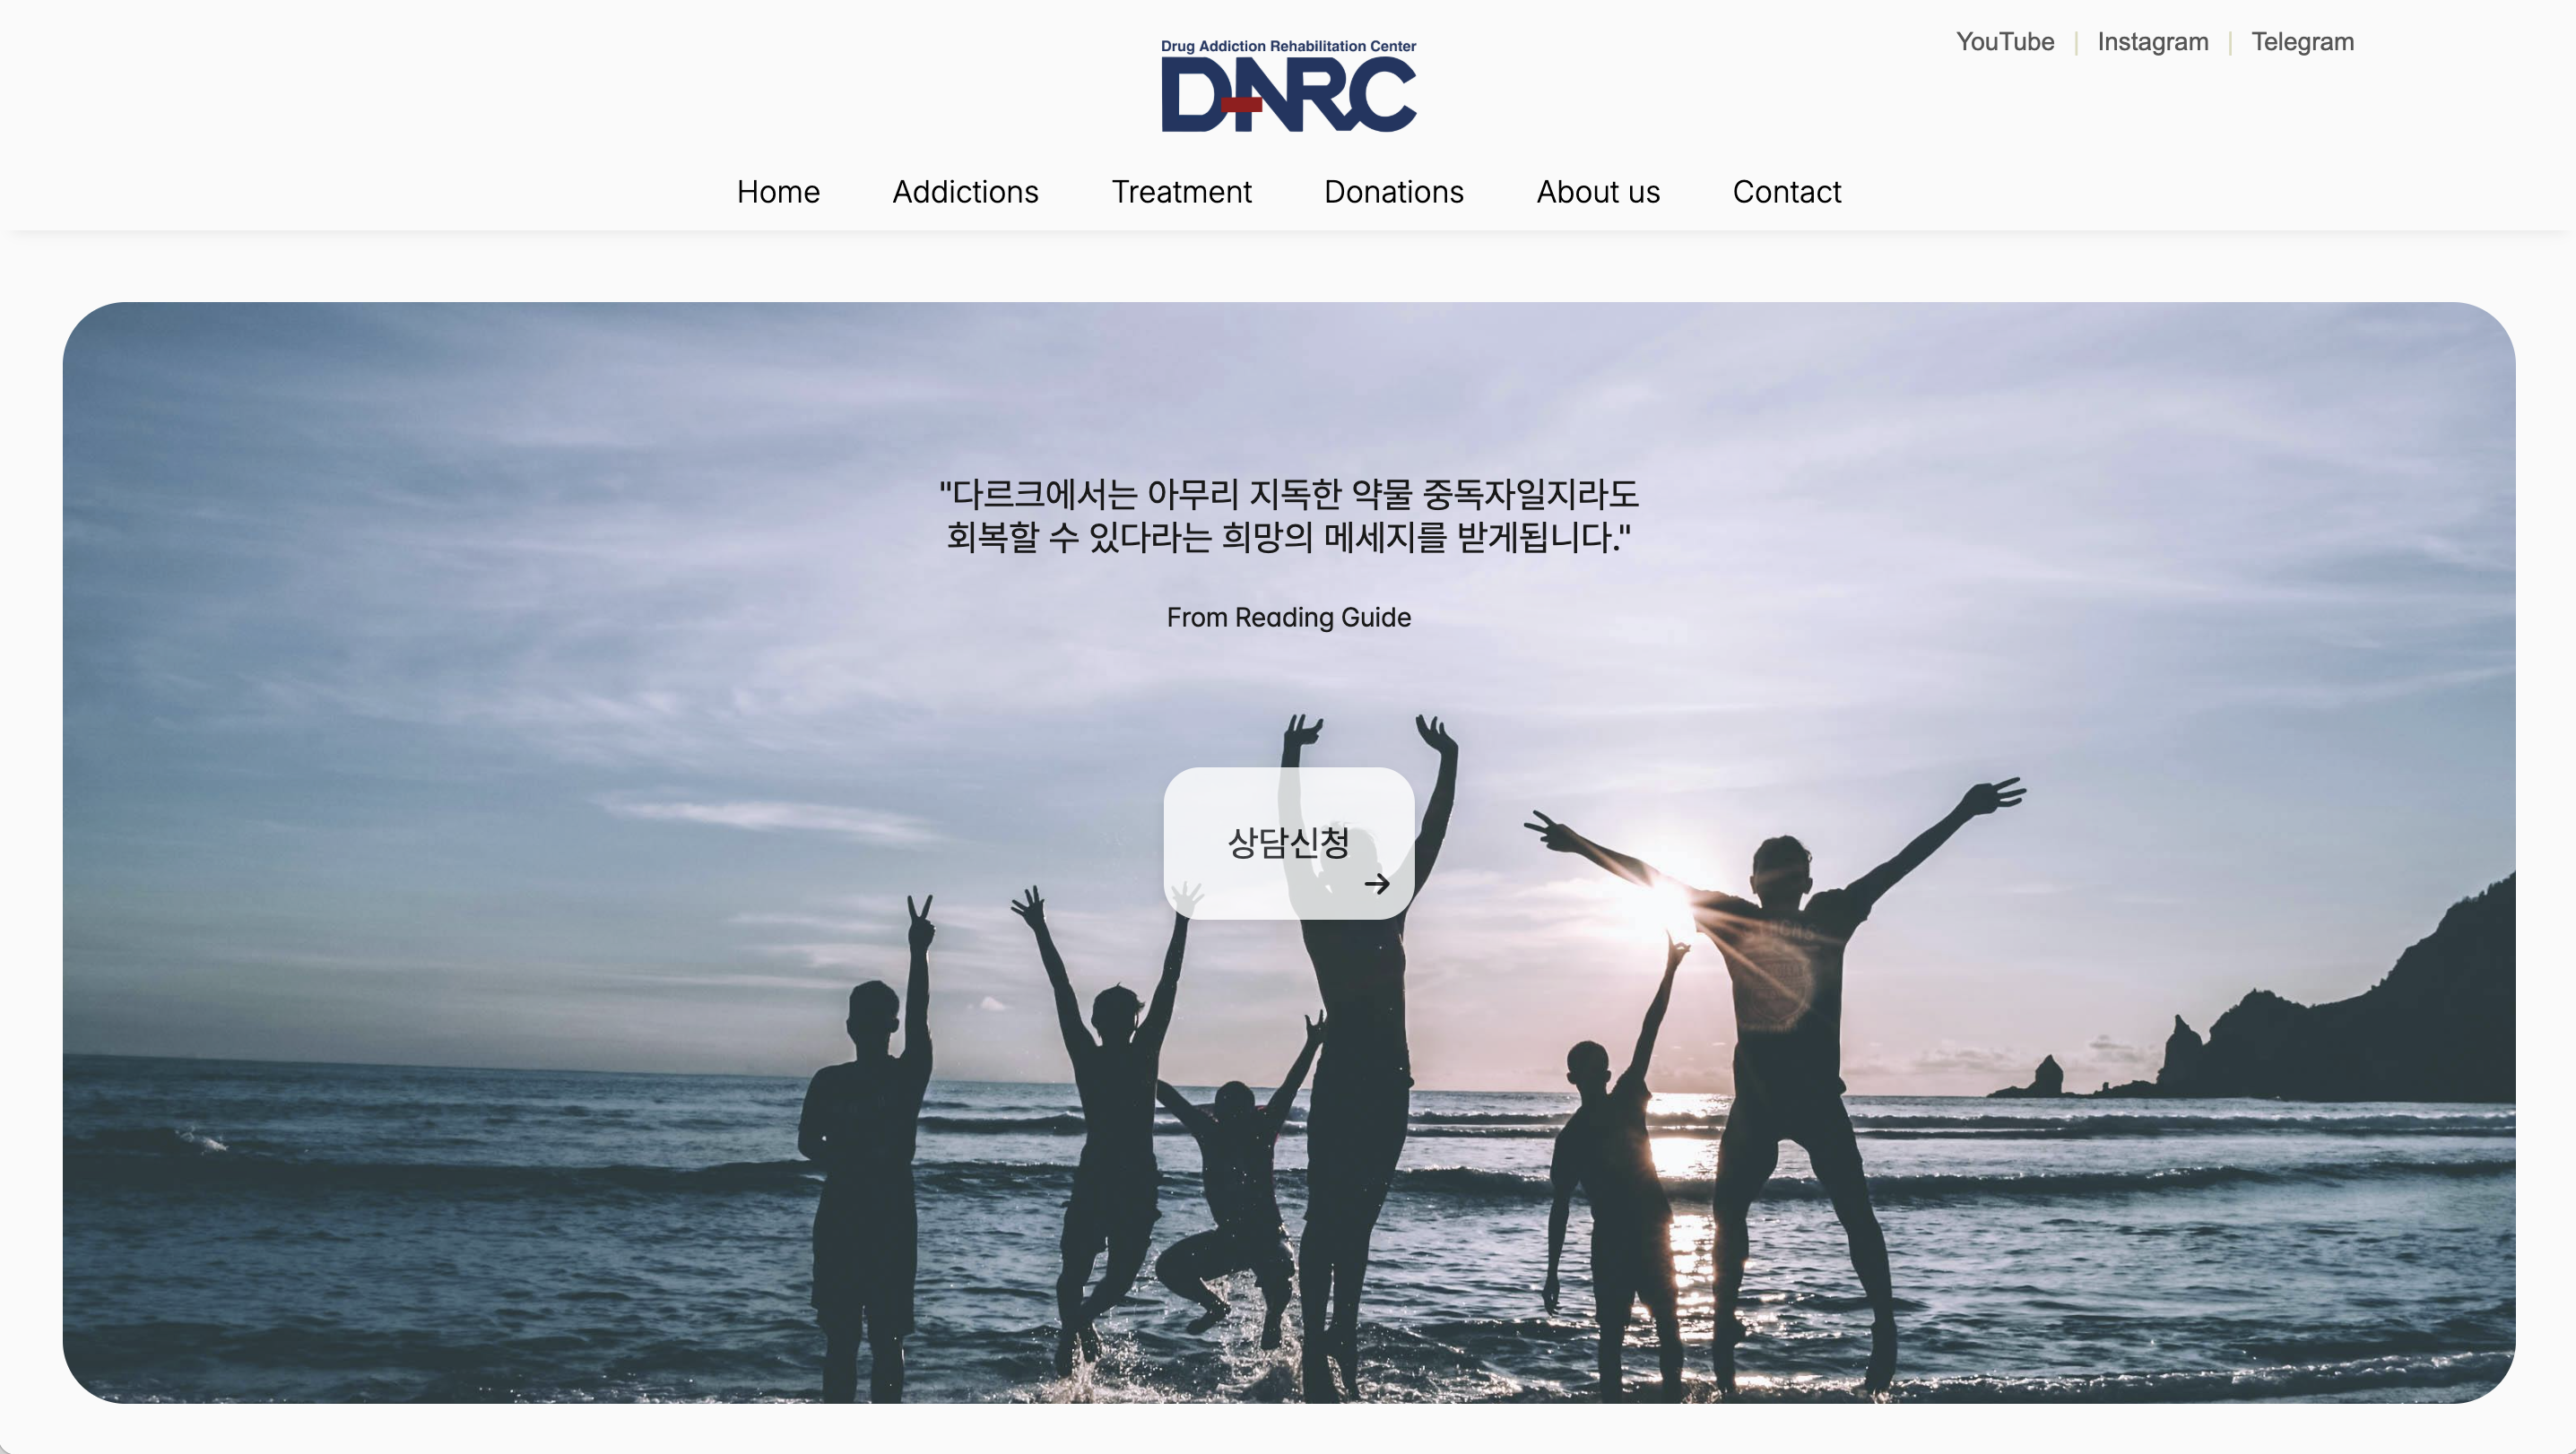 YouTube | Instagram | Telegram
Drug Addiction Rehabilitation Center
DNRC
Home Addictions Treatment Donations About us Contact
"다르크에서는 아무리 지독한 약물 중독자일지라도
회복할 수 있다라는 희망의 메세지를 받게됩니다."
From Reading Guide
상담신청